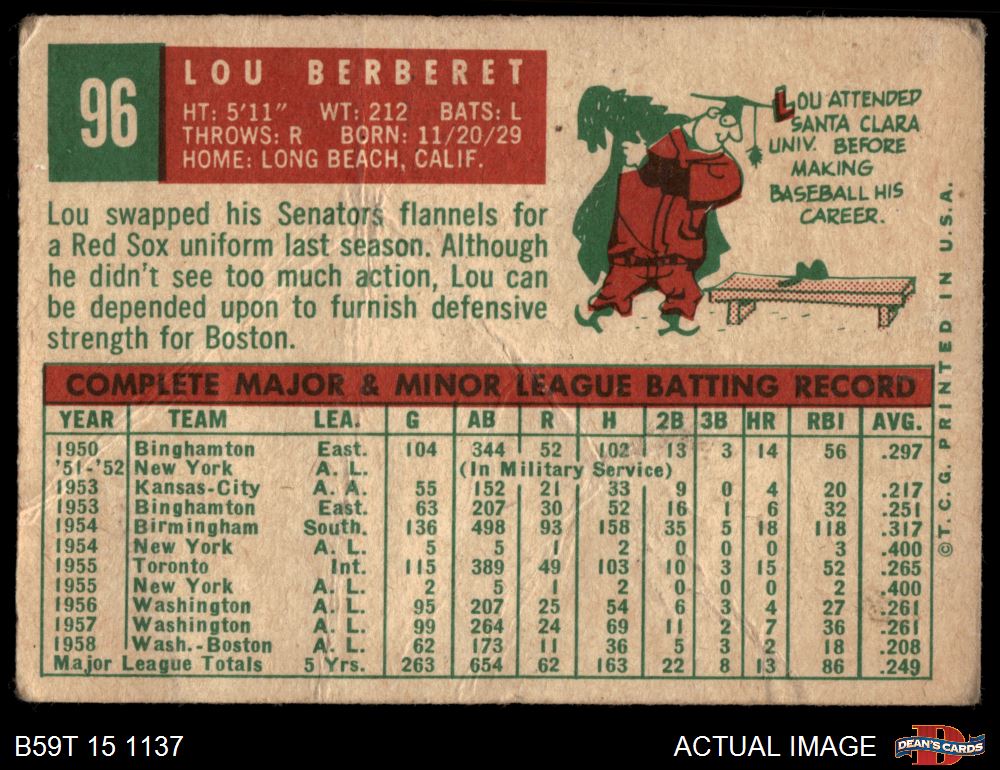 96
LOU BERBERET
HT: 5'11" WT: 212 BATS: L
THROWS: R BORN: 11/20/29
HOME: LONG BEACH, CALIF.
Lou swapped his Senators flannels for
a Red Sox uniform last season. Although
he didn't see too much action, Lou can
be depended upon to furnish defensive
strength for Boston.
LOU ATTENDED
SANTA CLARA
UNIV. BEFORE
MAKING
BASEBALL HIS
CAREER.
COMPLETE MAJOR & MINOR LEAGUE BATTING RECORD
YEAR TEAM LEA. G AB R H 2B 3B HR RBI AVG.
1950 Binghamton East. 104 344 52 102 13 3 14 56 .297
'51-'52 New York A. L. (In Military Service)
1953 Kansas-City A. A. 55 152 21 33 9 0 4 20 .217
1953 Binghamton East. 63 207 30 52 16 1 6 32 .251
1954 Birmingham South. 136 498 93 158 35 5 18 118 .317
1954 New York A. L. 5 5 1 2 0 0 0 3 .400
1955 Toronto Int. 115 389 49 103 10 3 15 52 .265
1955 New York A. L. 2 5 1 2 0 0 0 2 .400
1956 Washington A. L. 95 207 25 54 6 3 4 27 .261
1957 Washington A. L. 99 264 24 69 11 2 7 36 .261
1958 Wash.-Boston A. L. 62 173 11 36 5 3 2 18 .208
Major League Totals 5 Yrs. 263 654 62 163 22 8 13 86 .249
©T. C. G. PRINTED IN U.S.A.
B59T 15 1137
ACTUAL IMAGE
D
DEAN'S CARDS